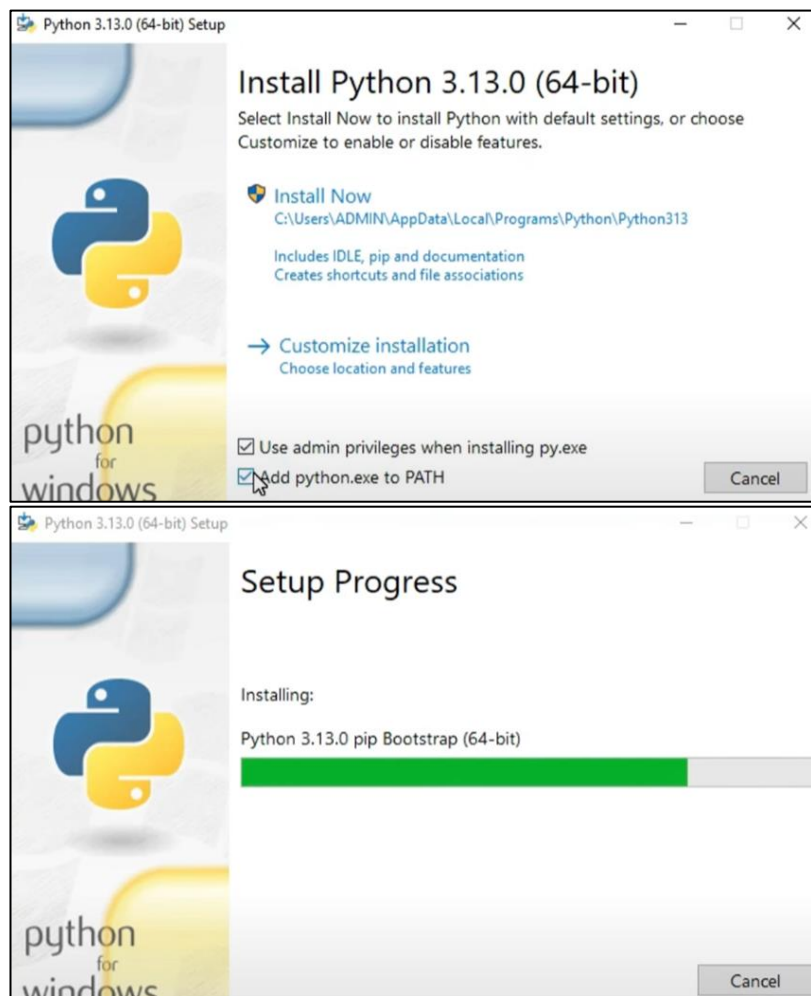 Python 3.13.0 (64-bit) Setup
Install Python 3.13.0 (64-bit)
Select Install Now to install Python with default settings, or choose
Customize to enable or disable features.
Install Now
C:\Users\ADMIN\AppData\Local\Programs\Python\Python313
Includes IDLE, pip and documentation
Creates shortcuts and file associations
Customize installation
Choose location and features
Use admin privileges when installing py.exe
Add python.exe to PATH
Cancel
python
for
windows
Python 3.13.0 (64-bit) Setup
Setup Progress
Installing:
Python 3.13.0 pip Bootstrap (64-bit)
python
for
windows
Cancel